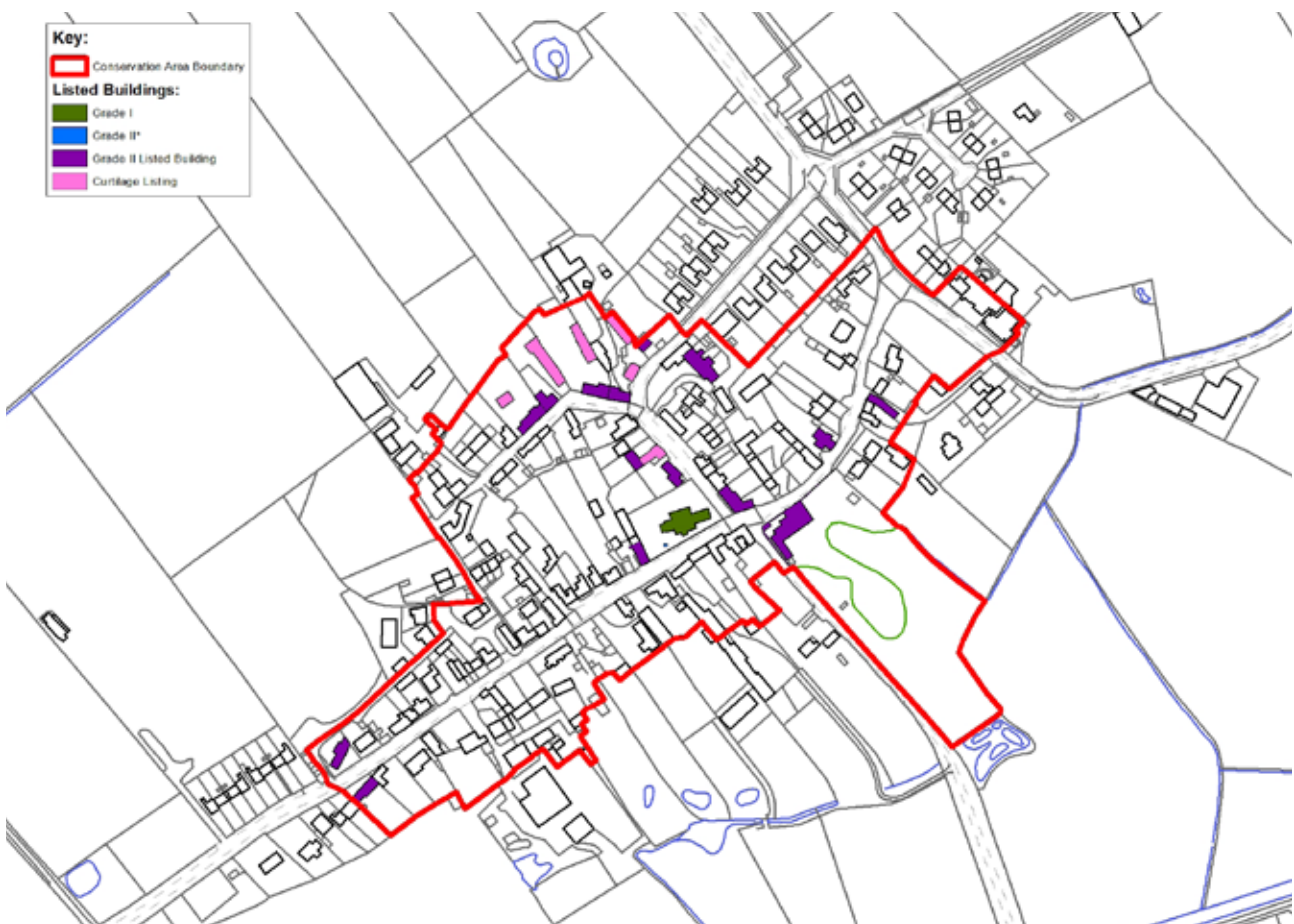 Key:
Conservation Area Boundary
Listed Buildings:
Grade I
Grade II*
Grade II Listed Building
Curtilage Listing